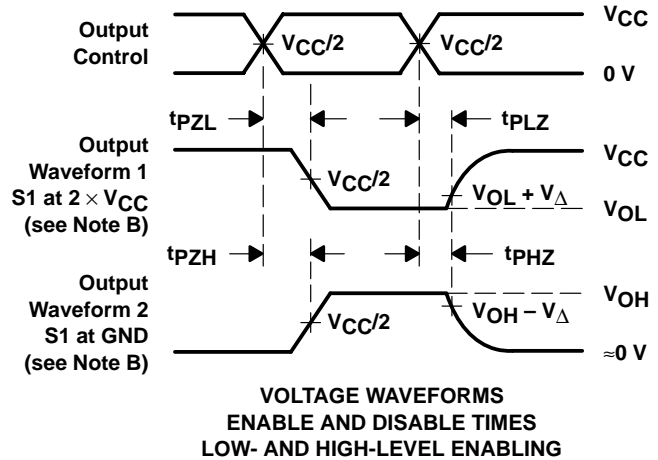 Output
Control
VCC/2
VCC/2
VCC
0 V
tPZL
tPLZ
Output
Waveform 1
S1 at 2 × VCC
(see Note B)
VCC/2
VCC
VOL + VΔ
VOL
tPZH
tPHZ
Output
Waveform 2
S1 at GND
(see Note B)
VCC/2
VOH
VOH − VΔ
≈0 V
VOLTAGE WAVEFORMS
ENABLE AND DISABLE TIMES
LOW- AND HIGH-LEVEL ENABLING